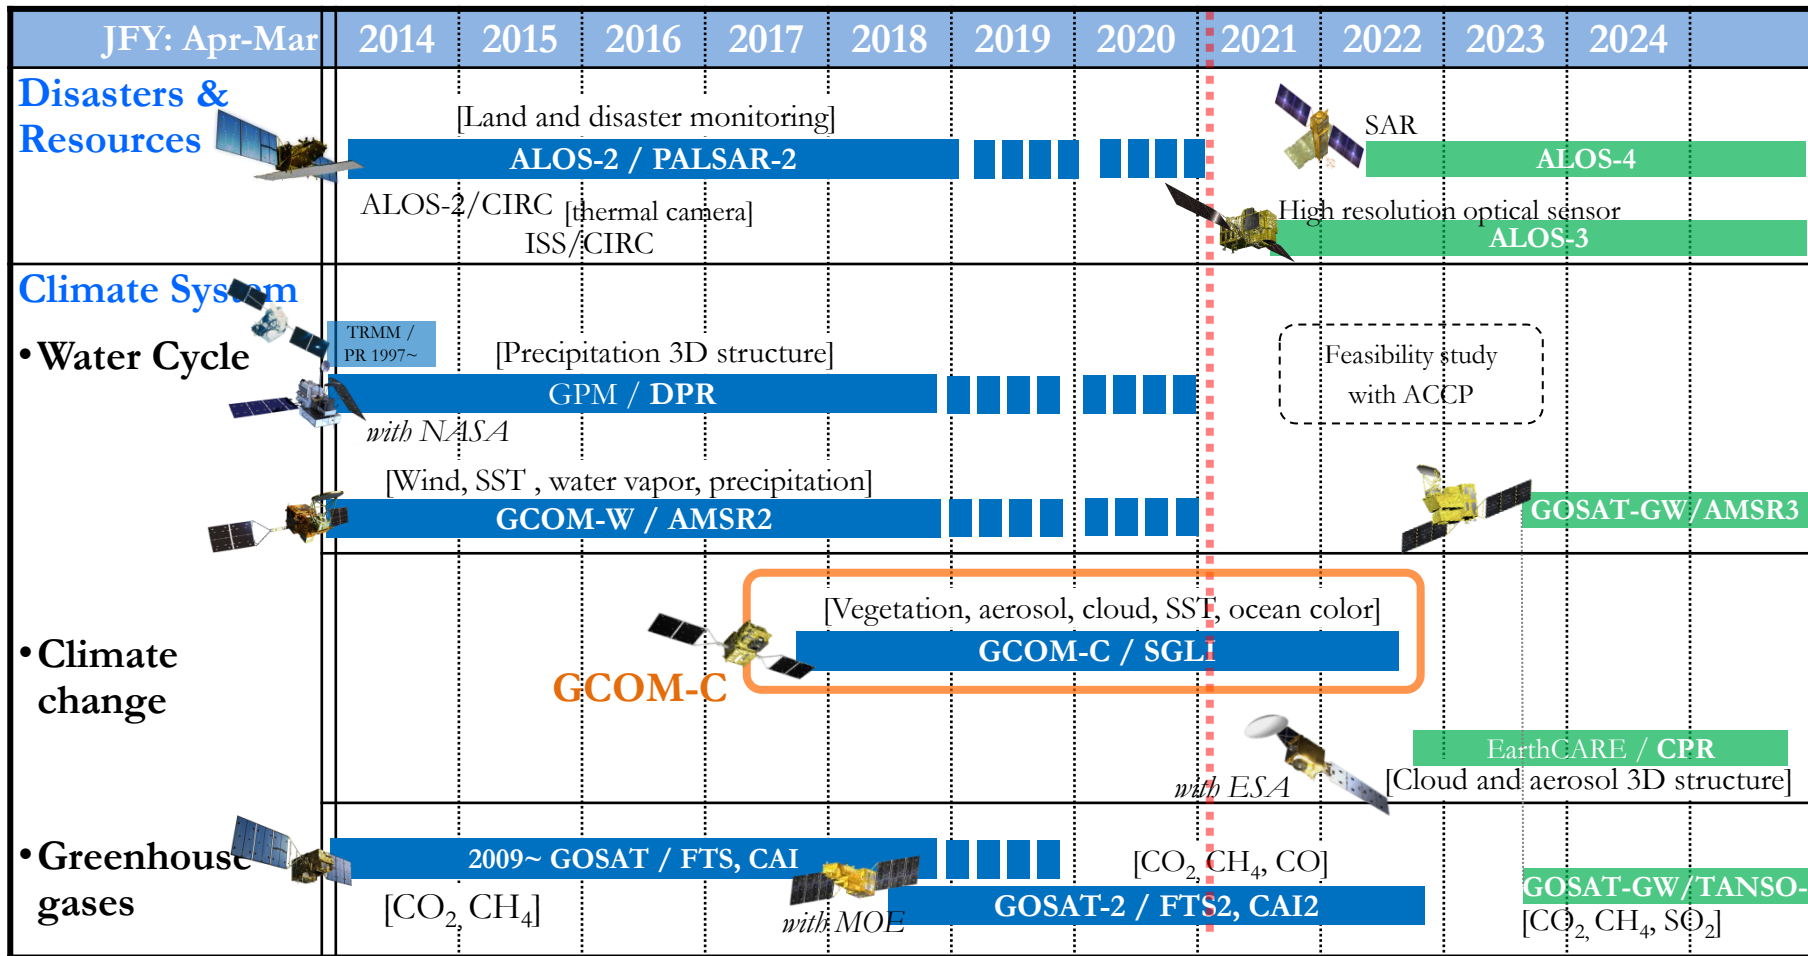 JFY: Apr-Mar 2014 2015 2016 2017 2018 2019 2020 2021 2022 2023 2024
Disasters &
Resources
[Land and disaster monitoring]
ALOS-2 / PALSAR-2
SAR
ALOS-4
ALOS-2/CIRC [thermal camera]
ISS/CIRC
High resolution optical sensor
ALOS-3
Climate System
•Water Cycle
TRMM /
PR 1997~
[Precipitation 3D structure]
GPM / DPR
with NASA
Feasibility study
with ACCP
[Wind, SST , water vapor, precipitation]
GCOM-W / AMSR2
GOSAT-GW/AMSR3
•Climate
change
[Vegetation, aerosol, cloud, SST, ocean color]
GCOM-C / SGLI
GCOM-C
EarthCARE / CPR
with ESA
[Cloud and aerosol 3D structure]
•Greenhouse
gases
2009~ GOSAT / FTS, CAI
[CO2, CH4]
with MOE
[CO2, CH4, CO]
GOSAT-2 / FTS2, CAI2
GOSAT-GW/TANSO-
[CO2, CH4, SO2]